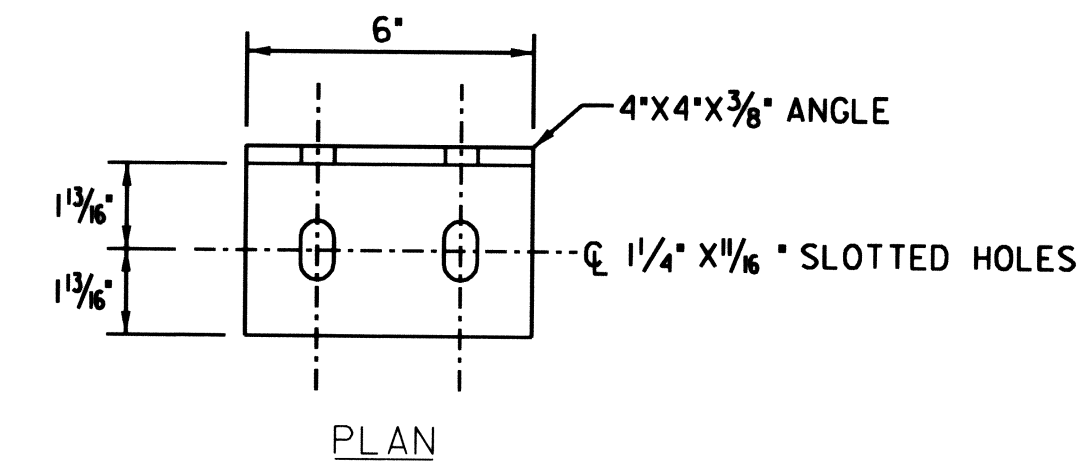 6"
4"X4"X3/8" ANGLE
1 13/16"
℄ 1 1/4" X 11/16 " SLOTTED HOLES
1 13/16"
PLAN